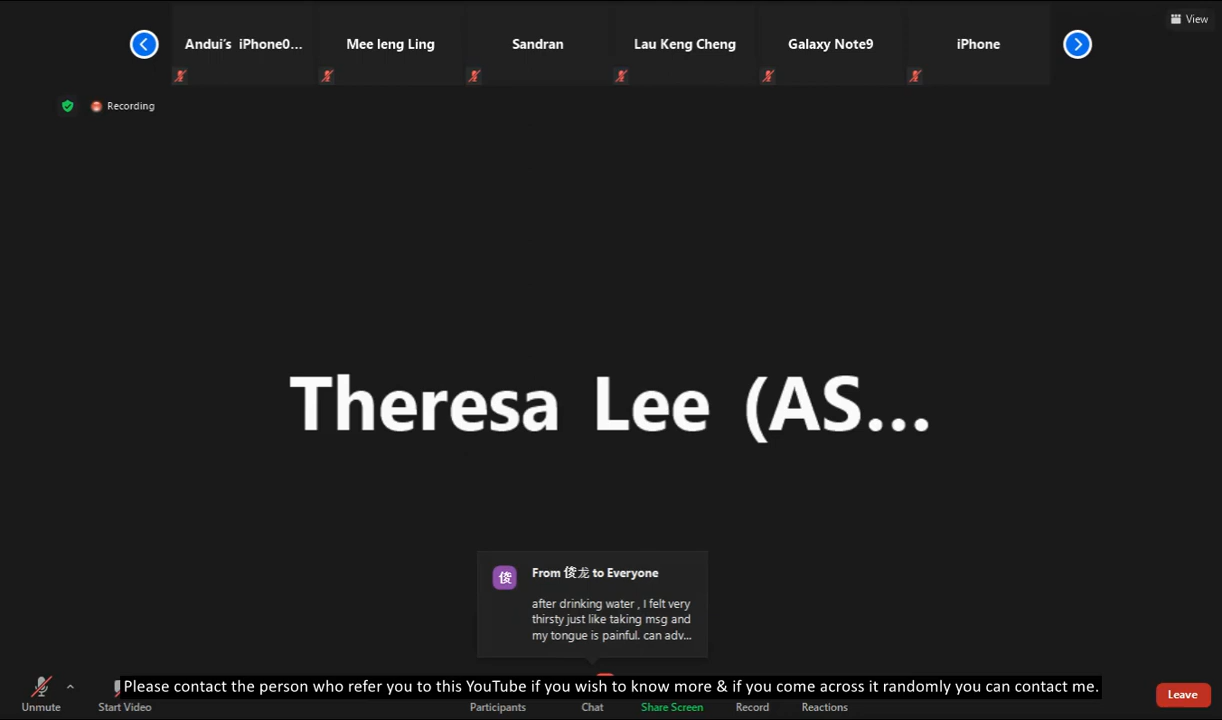 View
Andui's iPhone0...
Mee leng Ling
Sandran
Lau Keng Cheng
Galaxy Note9
iPhone
Recording
Theresa Lee (AS...
俊
From 俊龙 to Everyone
after drinking water , I felt very
thirsty just like taking msg and
my tongue is painful. can adv...
Please contact the person who refer you to this YouTube if you wish to know more & if you come across it randomly you can contact me.
Unmute
Start Video
Participants
Chat
Share Screen
Record
Reactions
Leave